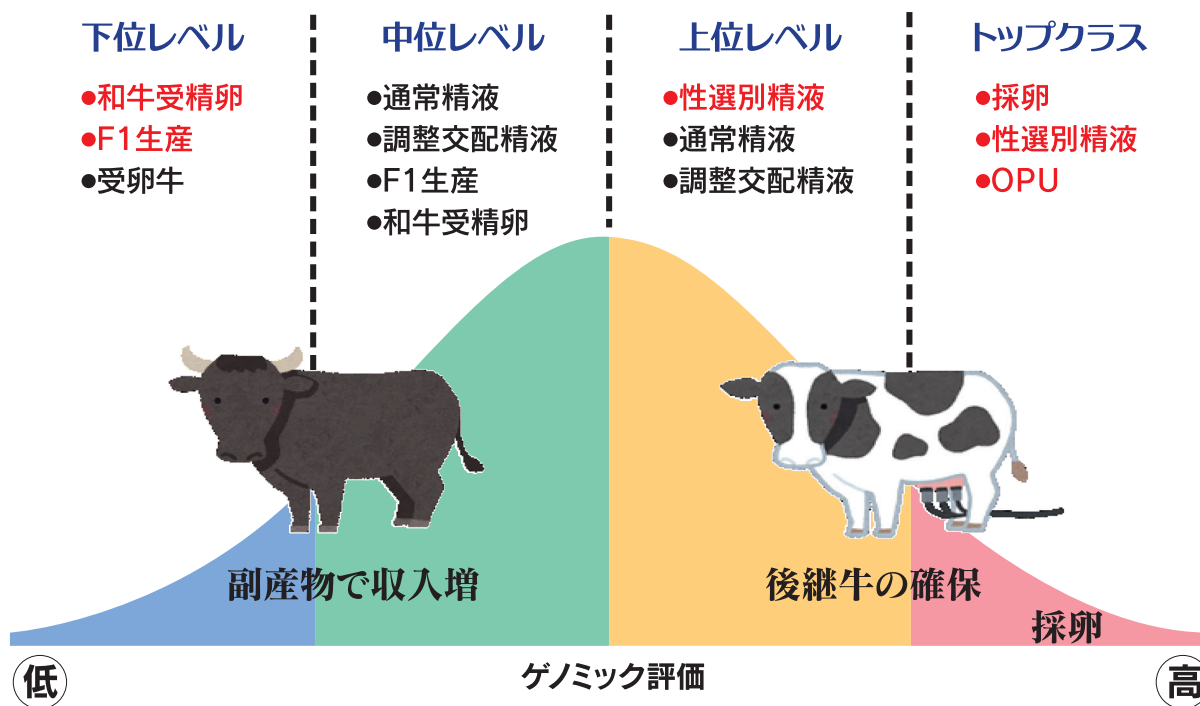 下位レベル
●和牛受精卵
●F1生産
●受卵牛
中位レベル
●通常精液
●調整交配精液
●F1生産
●和牛受精卵
上位レベル
●性選別精液
●通常精液
●調整交配精液
トップクラス
●採卵
●性選別精液
●OPU
副産物で収入増
後継牛の確保
採卵
低
ゲノミック評価
高